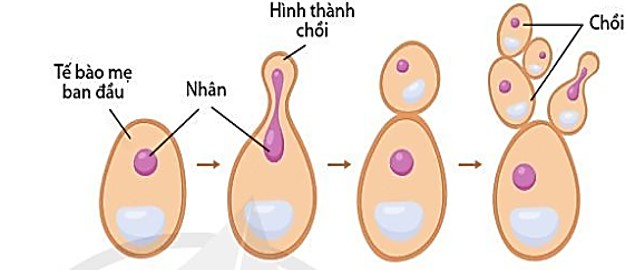 Hình thành
chồi
Chồi
Tế bào mẹ
ban đầu
Nhân